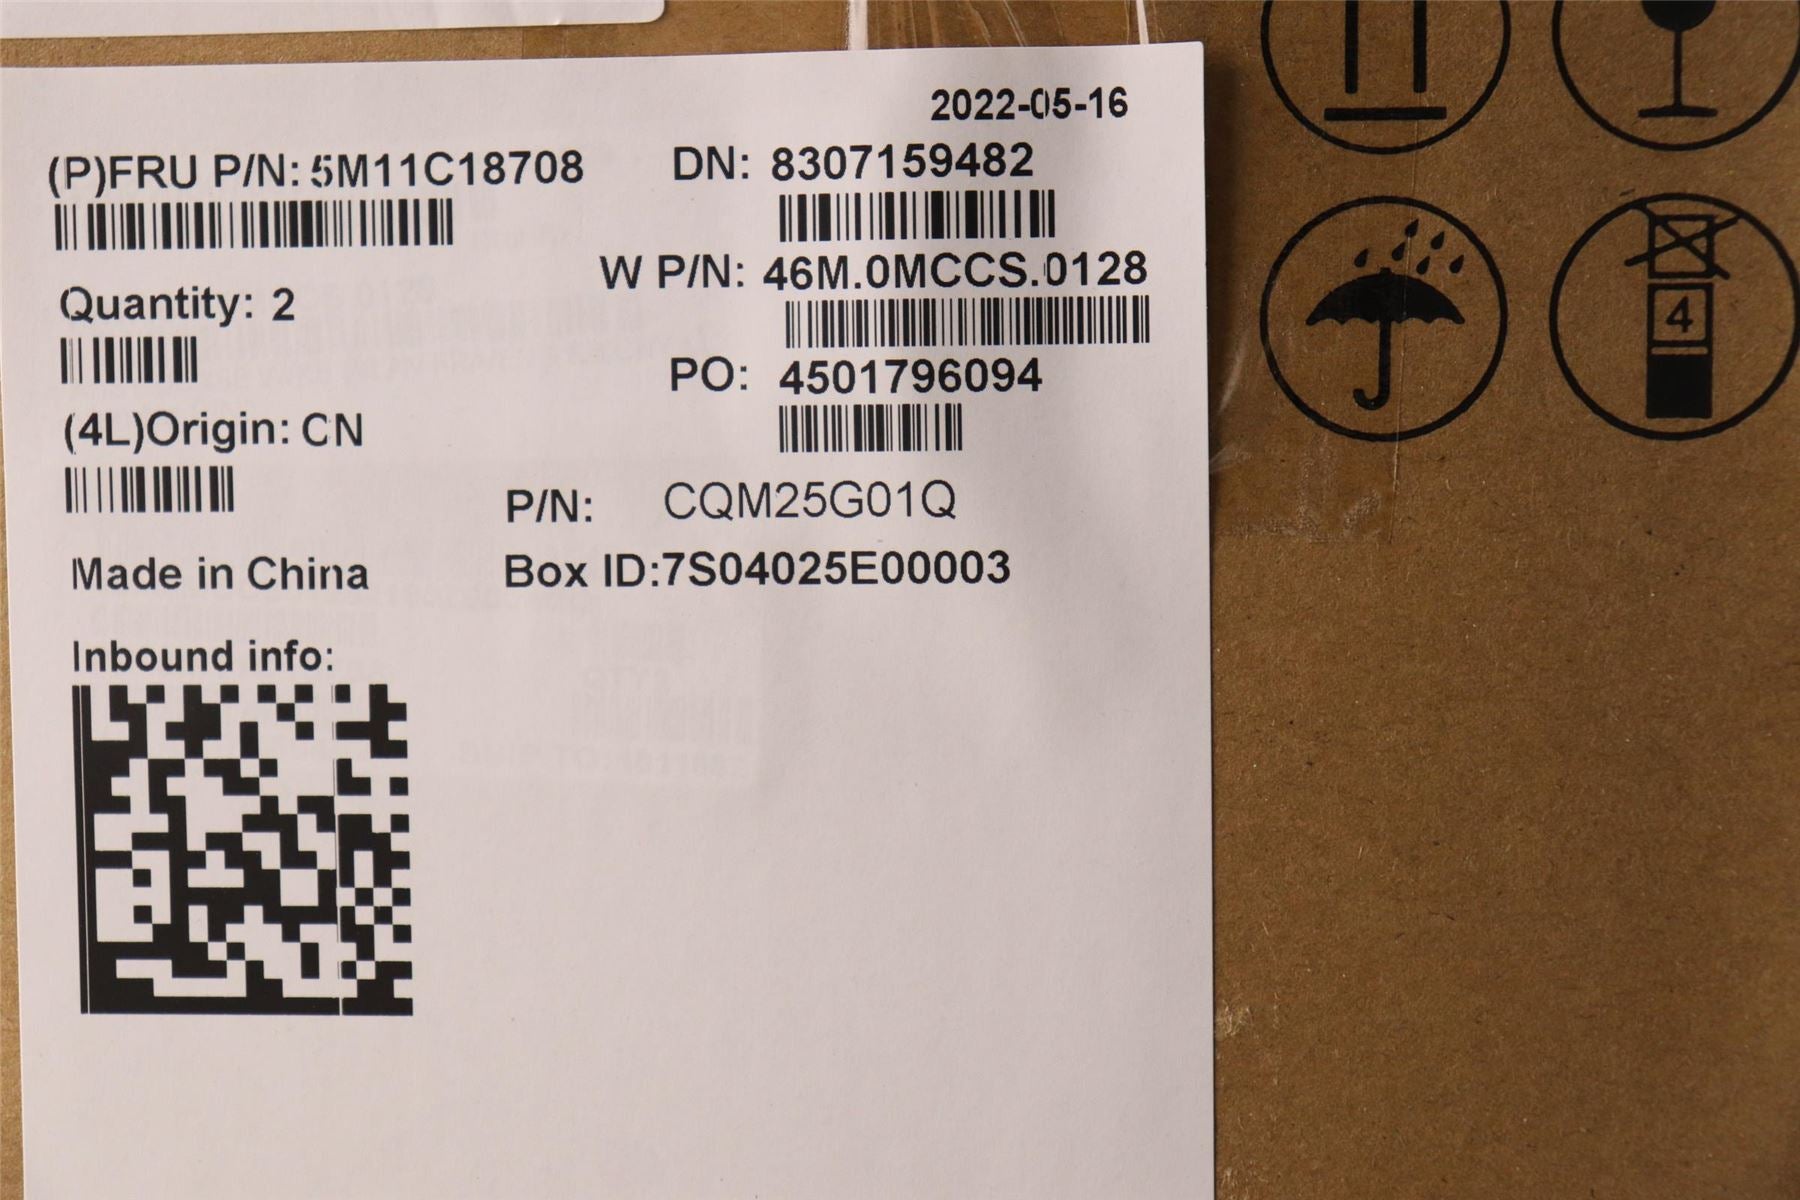 2022-05-16
(P)FRU P/N: 5M11C18708 DN: 8307159482
W P/N: 46M.0MCCS.0128
Quantity: 2
PO: 4501796094
(4L)Origin: CN
P/N: CQM25G01Q
Made in China Box ID:7S04025E00003
Inbound info:
4